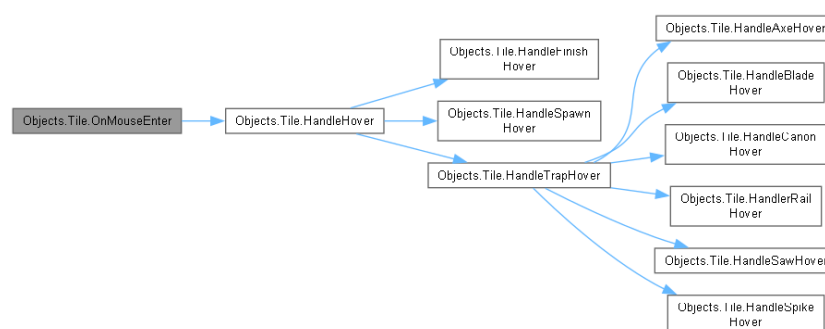 Objects.Tile.OnMouseEnter
Objects.Tile.HandleHover
Objects.Tile.HandleFinish
Hover
Objects.Tile.HandleSpawn
Hover
Objects.Tile.HandleTrapHover
Objects.Tile.HandleAxeHover
Objects.Tile.HandleBlade
Hover
Objects.Tile.HandleCanon
Hover
Objects.Tile.HandlerRail
Hover
Objects.Tile.HandleSawHover
Objects.Tile.HandleSpike
Hover